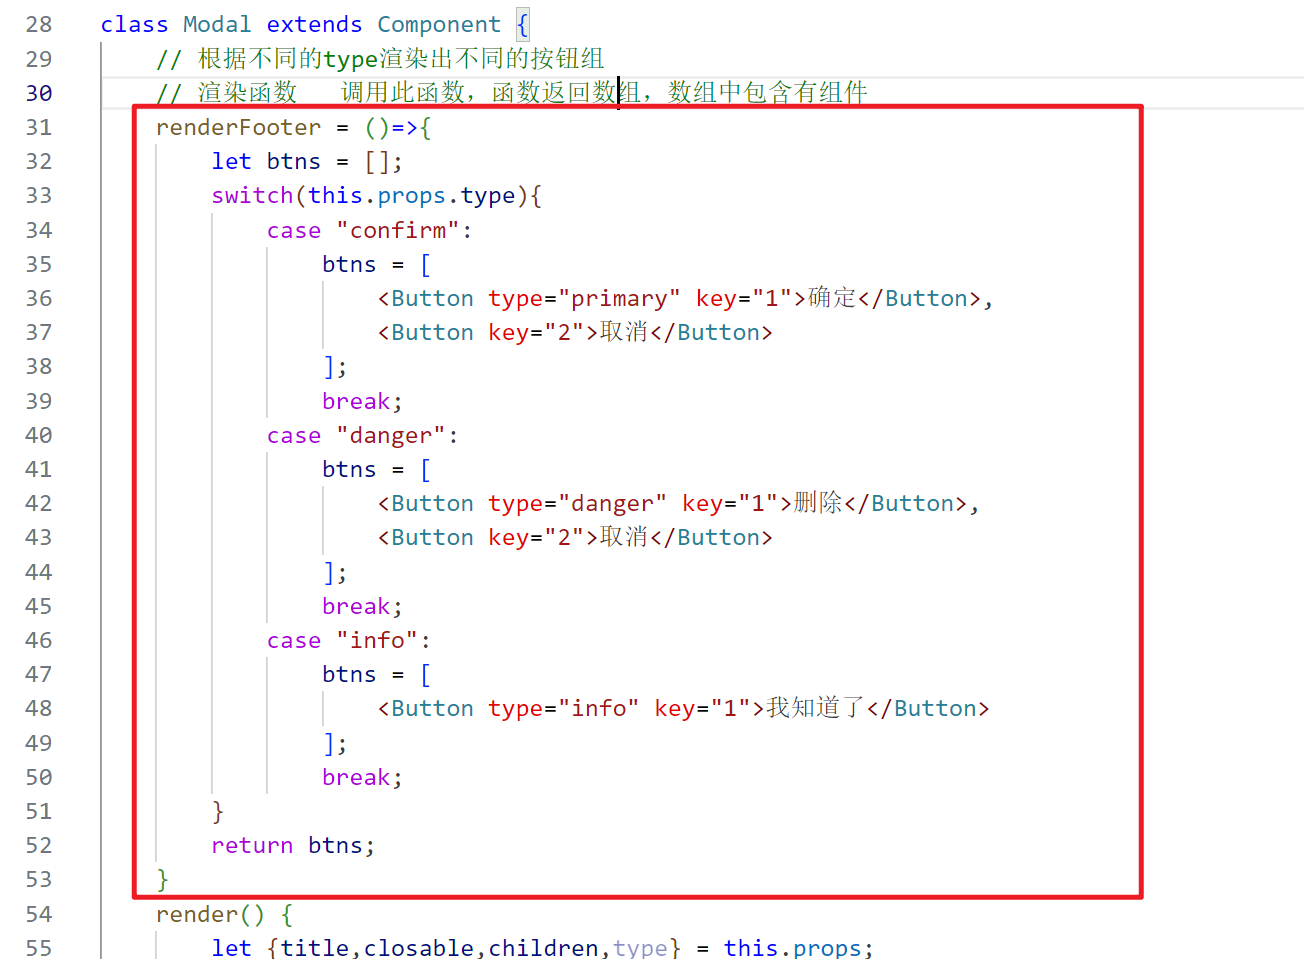 28 class Modal extends Component {
29 // 根据不同的type渲染出不同的按钮组
30 // 渲染函数   调用此函数，函数返回数组，数组中包含有组件
31 renderFooter = ()=>{
32 let btns = [];
33 switch(this.props.type){
34 case "confirm":
35 btns = [
36 <Button type="primary" key="1">确定</Button>,
37 <Button key="2">取消</Button>
38 ];
39 break;
40 case "danger":
41 btns = [
42 <Button type="danger" key="1">删除</Button>,
43 <Button key="2">取消</Button>
44 ];
45 break;
46 case "info":
47 btns = [
48 <Button type="info" key="1">我知道了</Button>
49 ];
50 break;
51 }
52 return btns;
53 }
54 render() {
55 let {title,closable,children,type} = this.props;